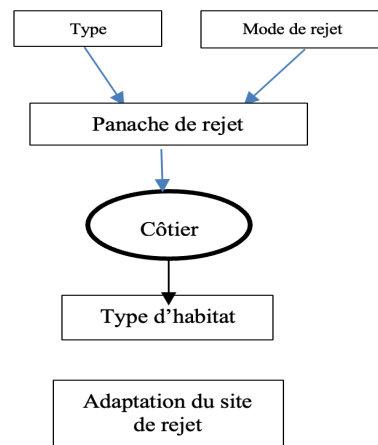 Type
Mode de rejet
Panache de rejet
Côtier
Type d'habitat
Adaptation du site
de rejet